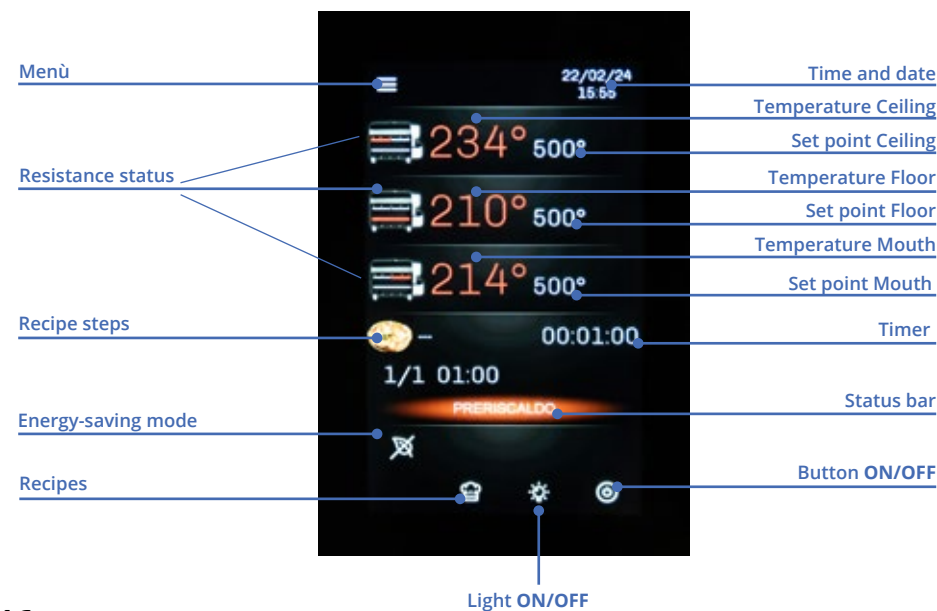 Menù
22/02/24
Time and date
15:55
Temperature Ceiling
234° 500°
Set point Ceiling
Resistance status
Temperature Floor
210° 500°
Set point Floor
Temperature Mouth
214° 500°
Set point Mouth
Recipe steps
– 00:01:00
Timer
1/1 01:00
PRERISCALDO
Status bar
Energy-saving mode
Recipes
Button ON/OFF
Light ON/OFF